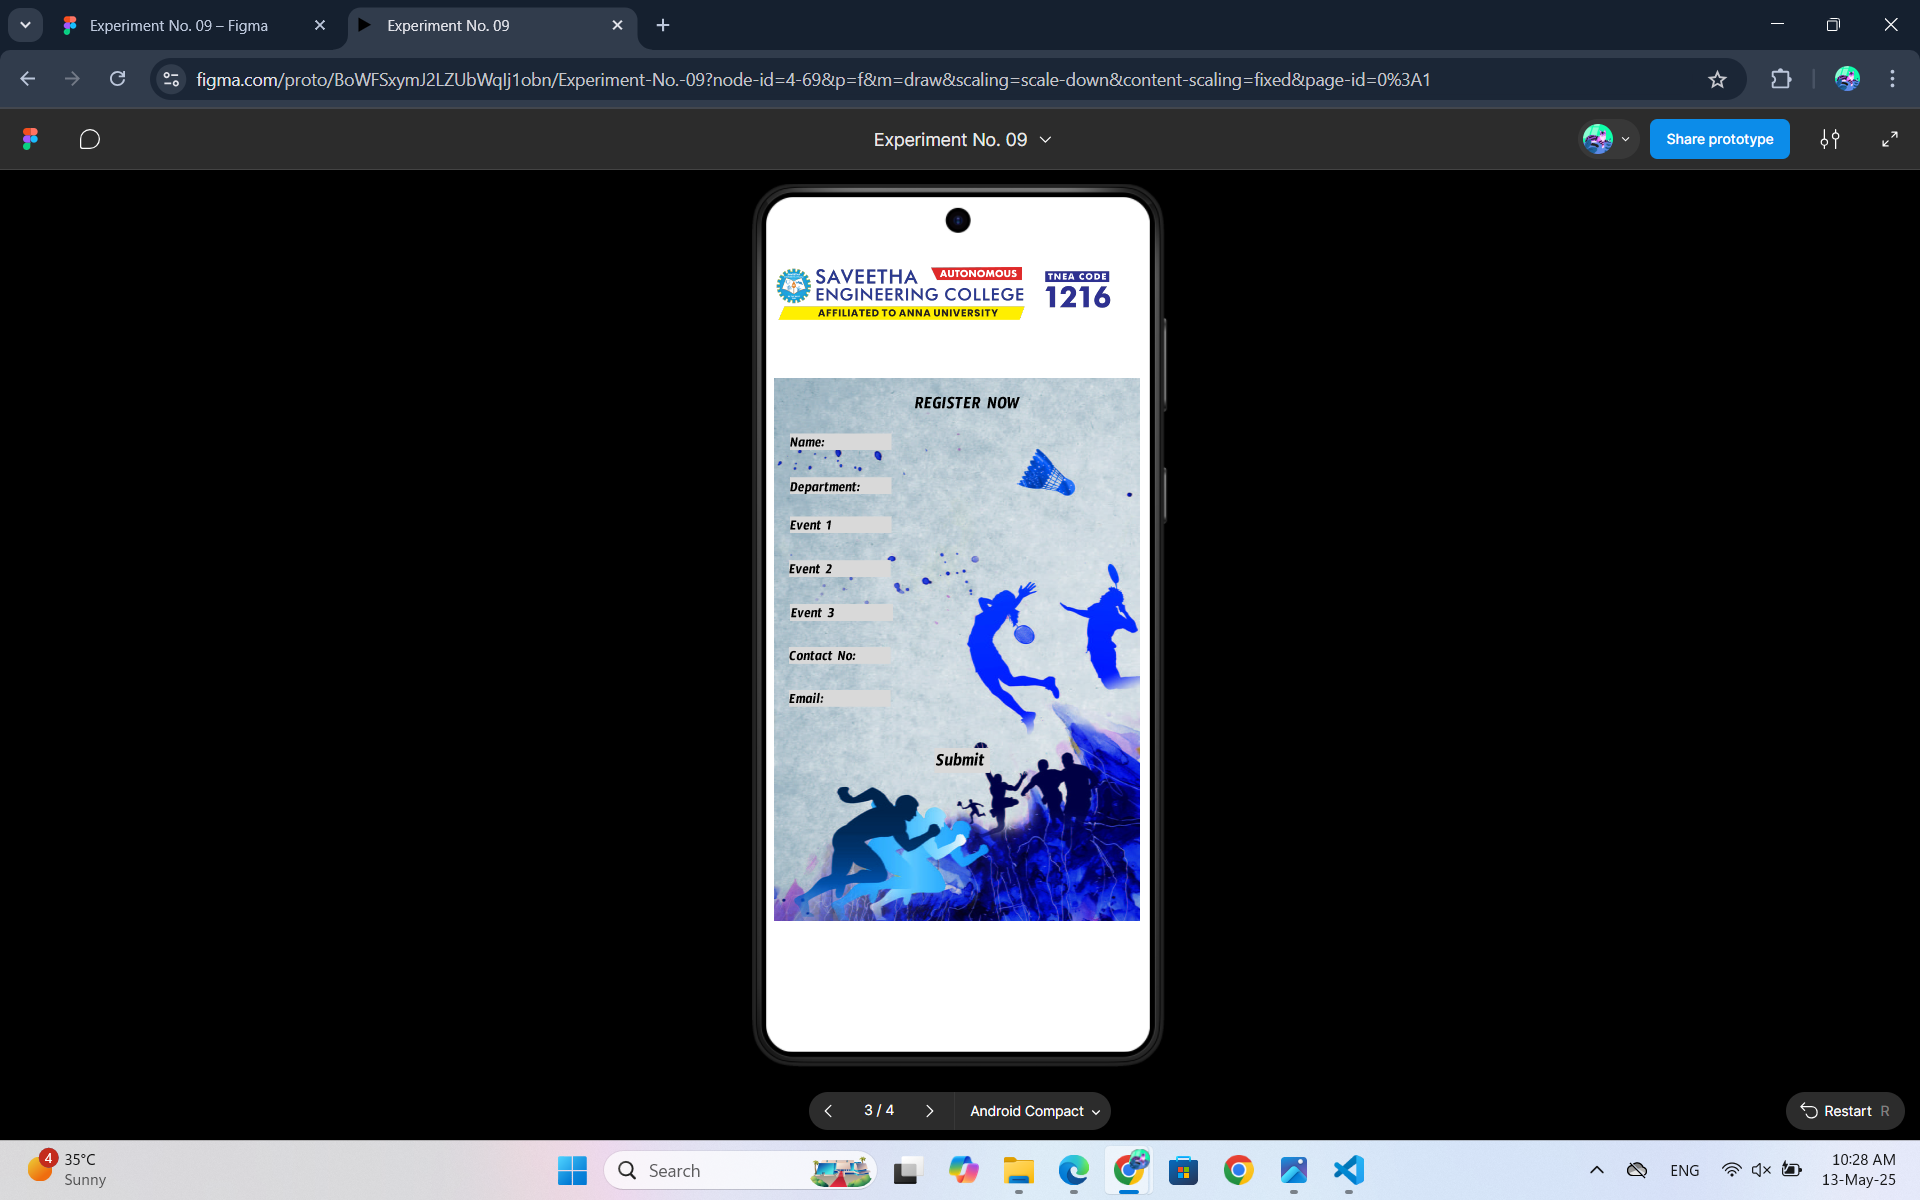 Experiment No. 09 – Figma
Experiment No. 09
figma.com/proto/BoWFSxymJ2LZUbWqIj1obn/Experiment-No.-09?node-id=4-69&p=f&m=draw&scaling=scale-down&content-scaling=fixed&page-id=0%3A1
Experiment No. 09
Share prototype
SAVEETHA AUTONOMOUS
ENGINEERING COLLEGE
AFFILIATED TO ANNA UNIVERSITY
TNEA CODE
1216
REGISTER NOW
Name:
Department:
Event 1
Event 2
Event 3
Contact No:
Email:
Submit
3 / 4
Android Compact
Restart R
4
35°C
Sunny
Search
ENG
10:28 AM
13-May-25